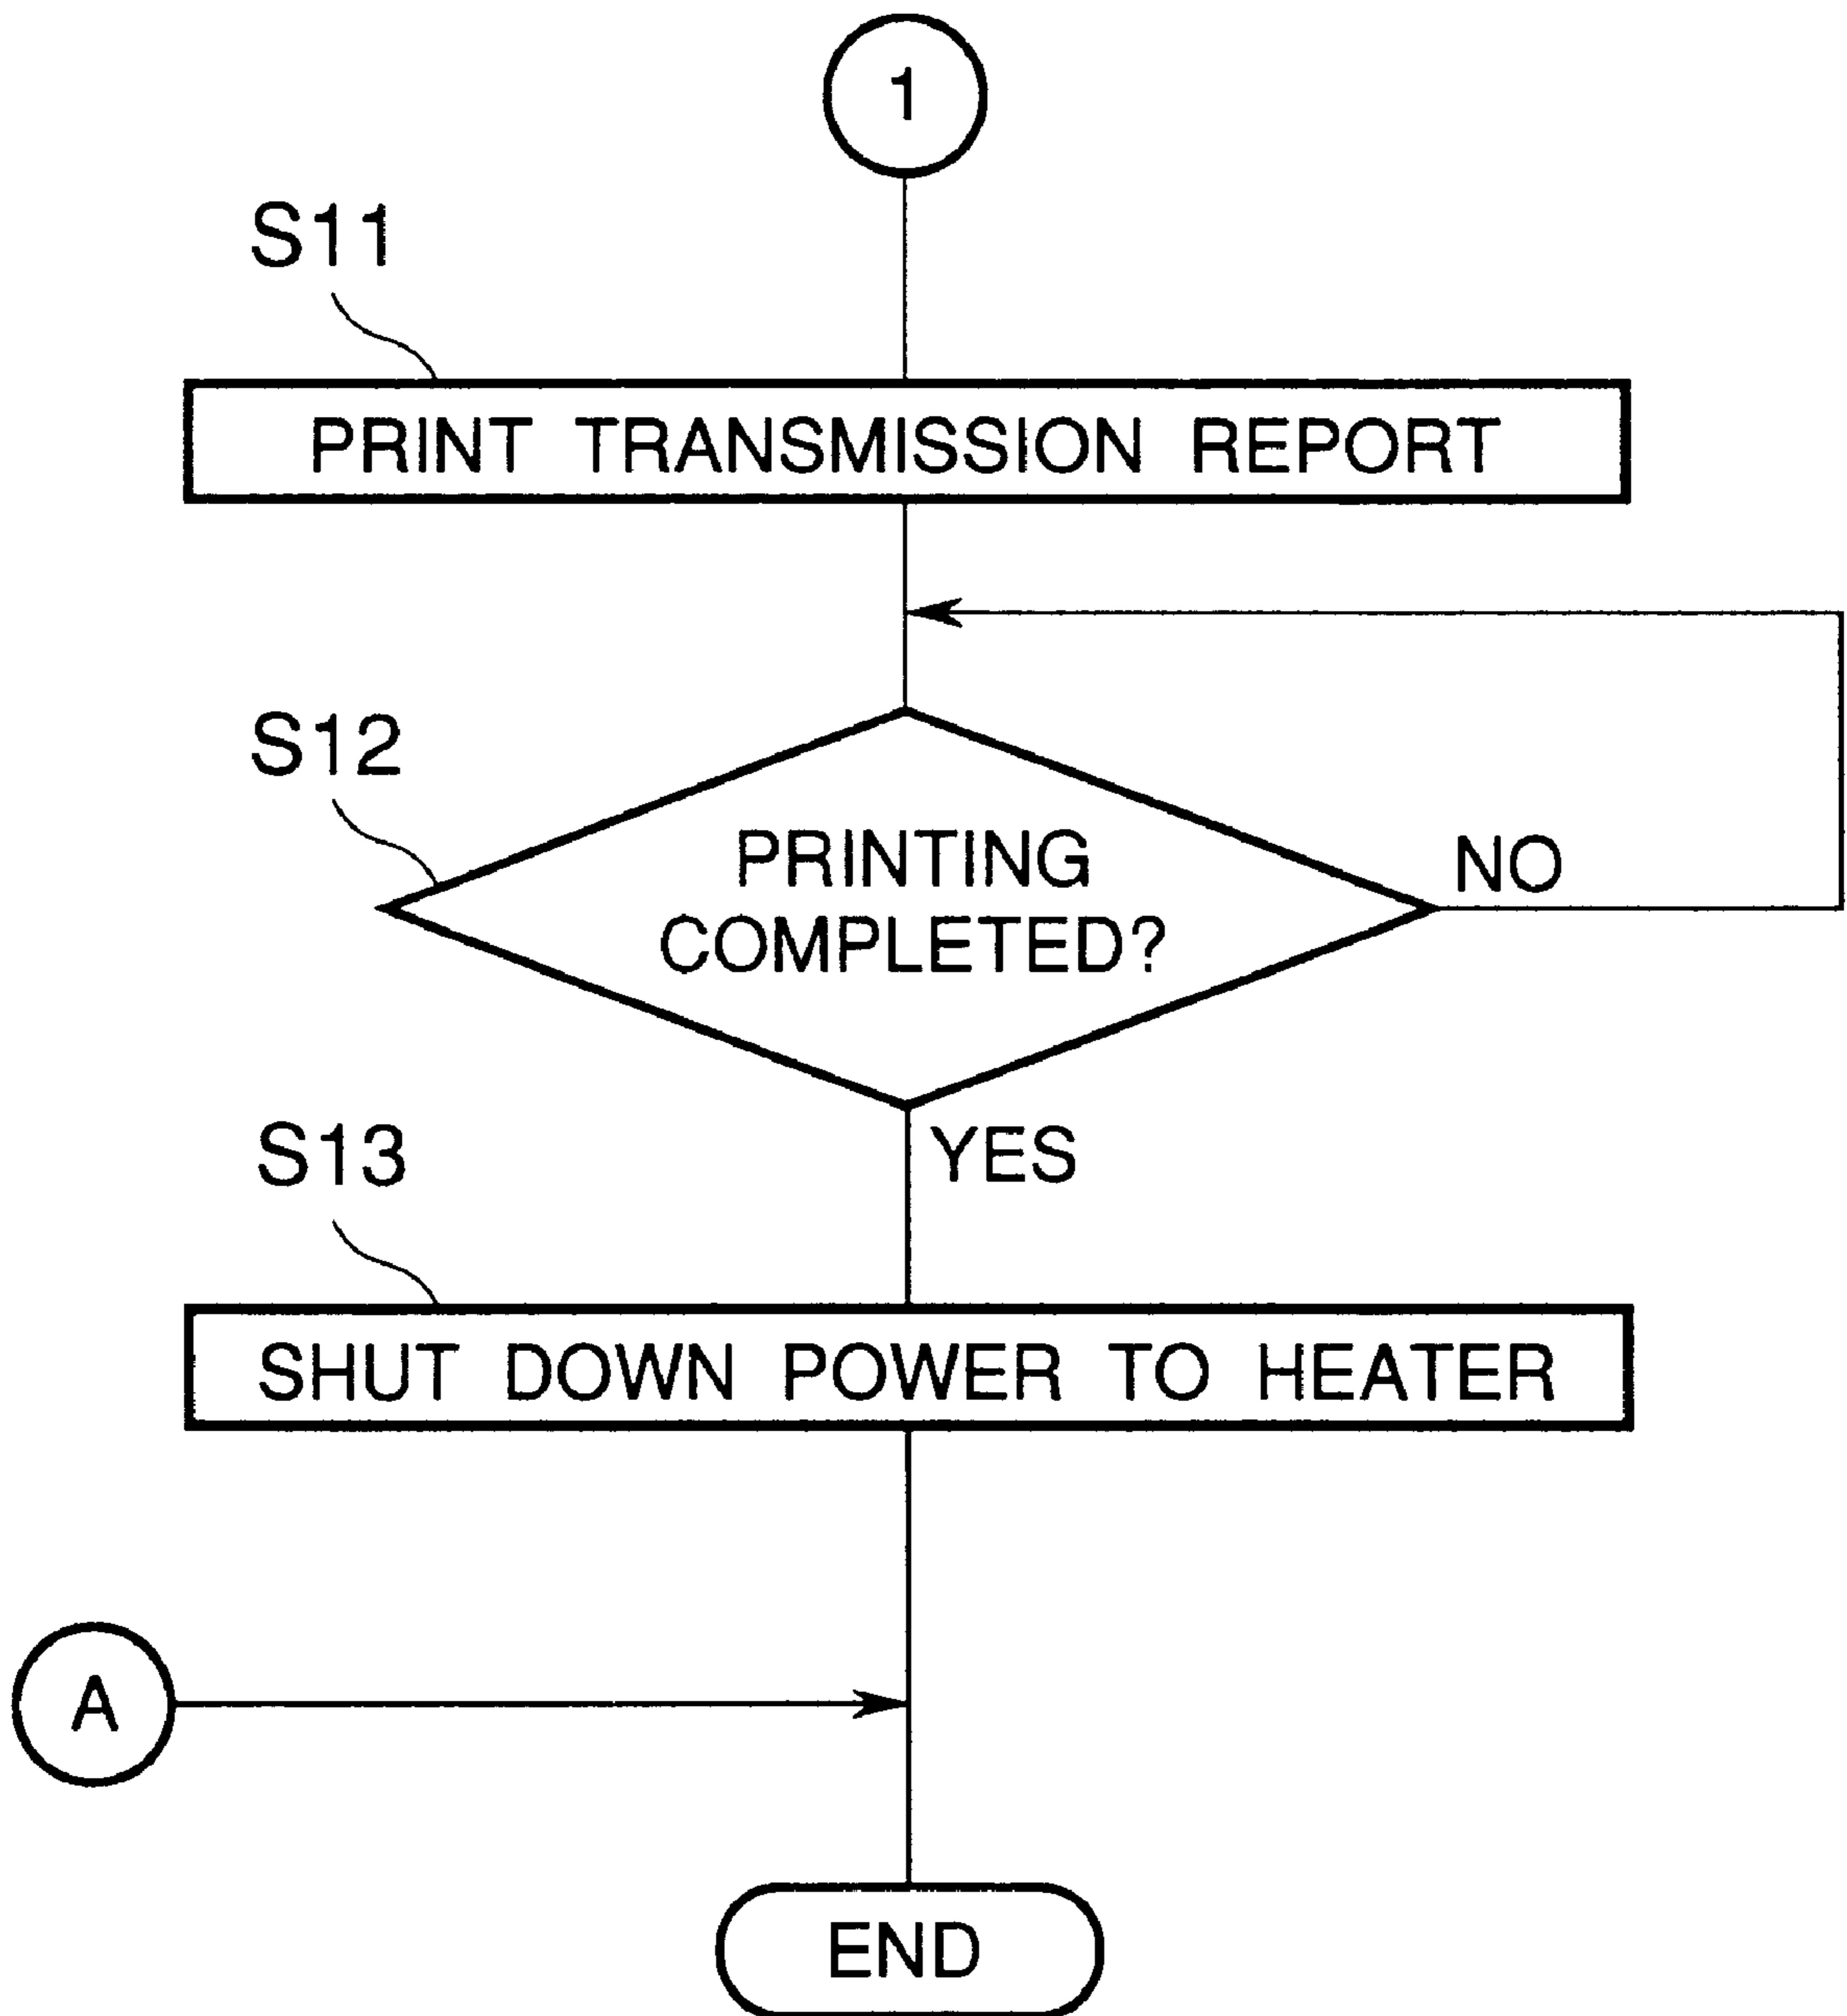 1
S11
PRINT TRANSMISSION REPORT
S12
PRINTING
COMPLETED?
NO
YES
S13
SHUT DOWN POWER TO HEATER
A
END